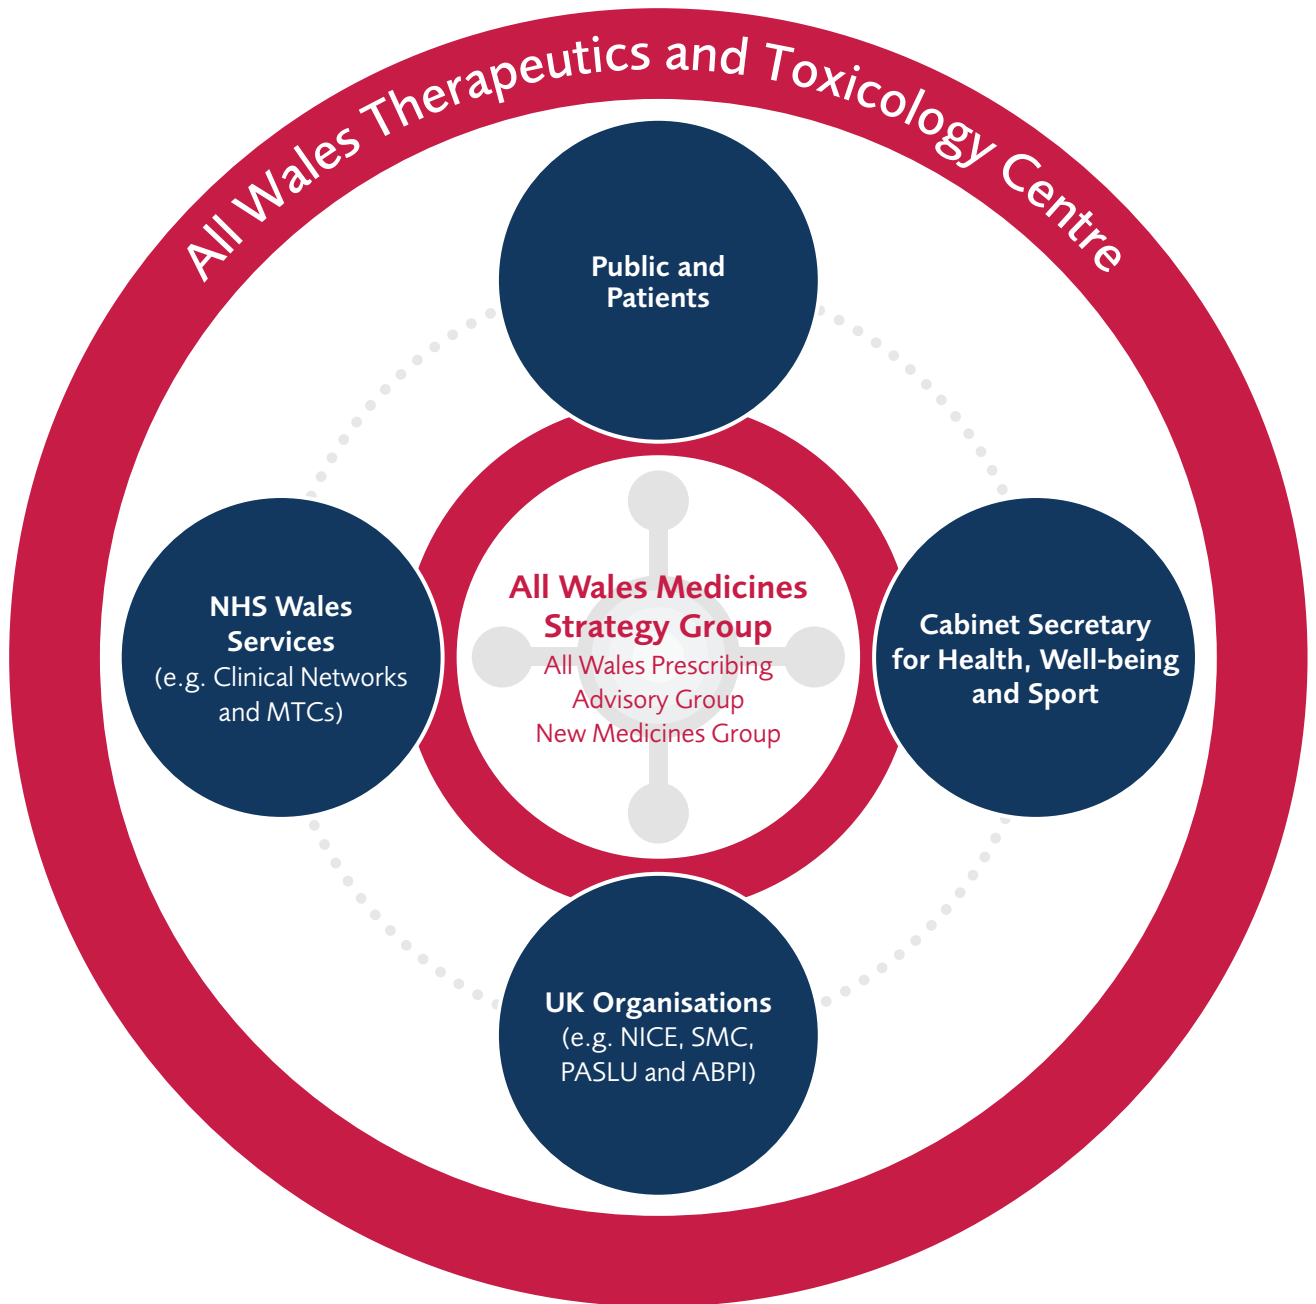 All Wales Therapeutics and Toxicology Centre
Public and
Patients
NHS Wales
Services
(e.g. Clinical Networks
and MTCs)
All Wales Medicines
Strategy Group
All Wales Prescribing
Advisory Group
New Medicines Group
Cabinet Secretary
for Health, Well-being
and Sport
UK Organisations
(e.g. NICE, SMC,
PASLU and ABPI)